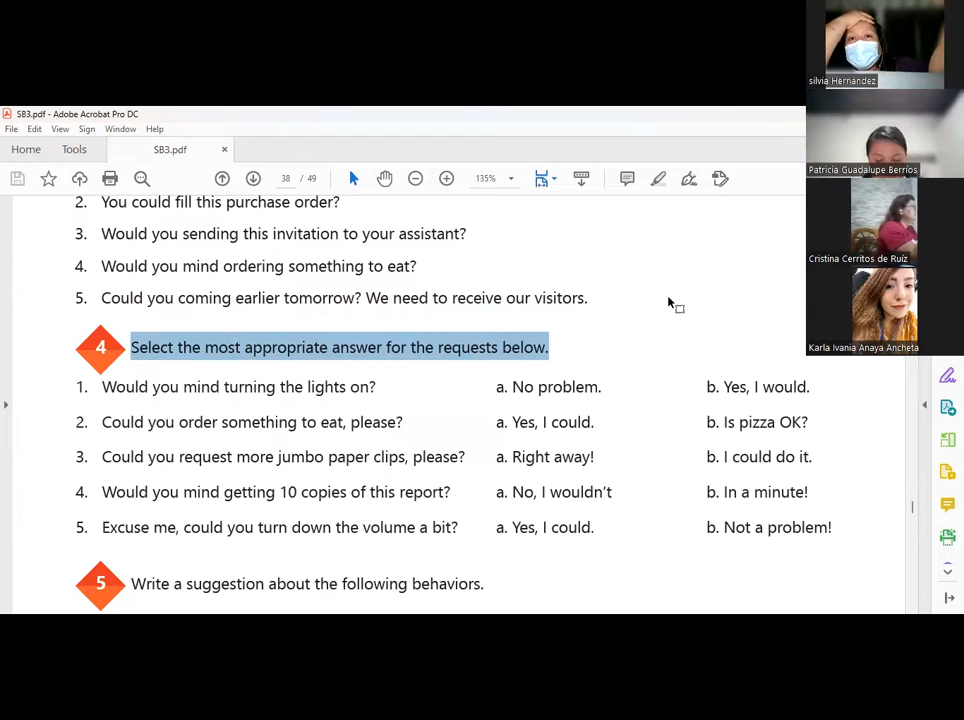 silvia Hernández
SB3.pdf - Adobe Acrobat Pro DC
File Edit View Sign Window Help
Home Tools SB3.pdf ×
38 / 49 135%
Patricia Guadalupe Berrios
2. You could fill this purchase order?
3. Would you sending this invitation to your assistant?
Cristina Cerritos de Ruíz
4. Would you mind ordering something to eat?
5. Could you coming earlier tomorrow? We need to receive our visitors.
Karla Ivania Anaya Ancheta
4 Select the most appropriate answer for the requests below.
1. Would you mind turning the lights on? a. No problem. b. Yes, I would.
2. Could you order something to eat, please? a. Yes, I could. b. Is pizza OK?
3. Could you request more jumbo paper clips, please? a. Right away! b. I could do it.
4. Would you mind getting 10 copies of this report? a. No, I wouldn't b. In a minute!
5. Excuse me, could you turn down the volume a bit? a. Yes, I could. b. Not a problem!
5 Write a suggestion about the following behaviors.